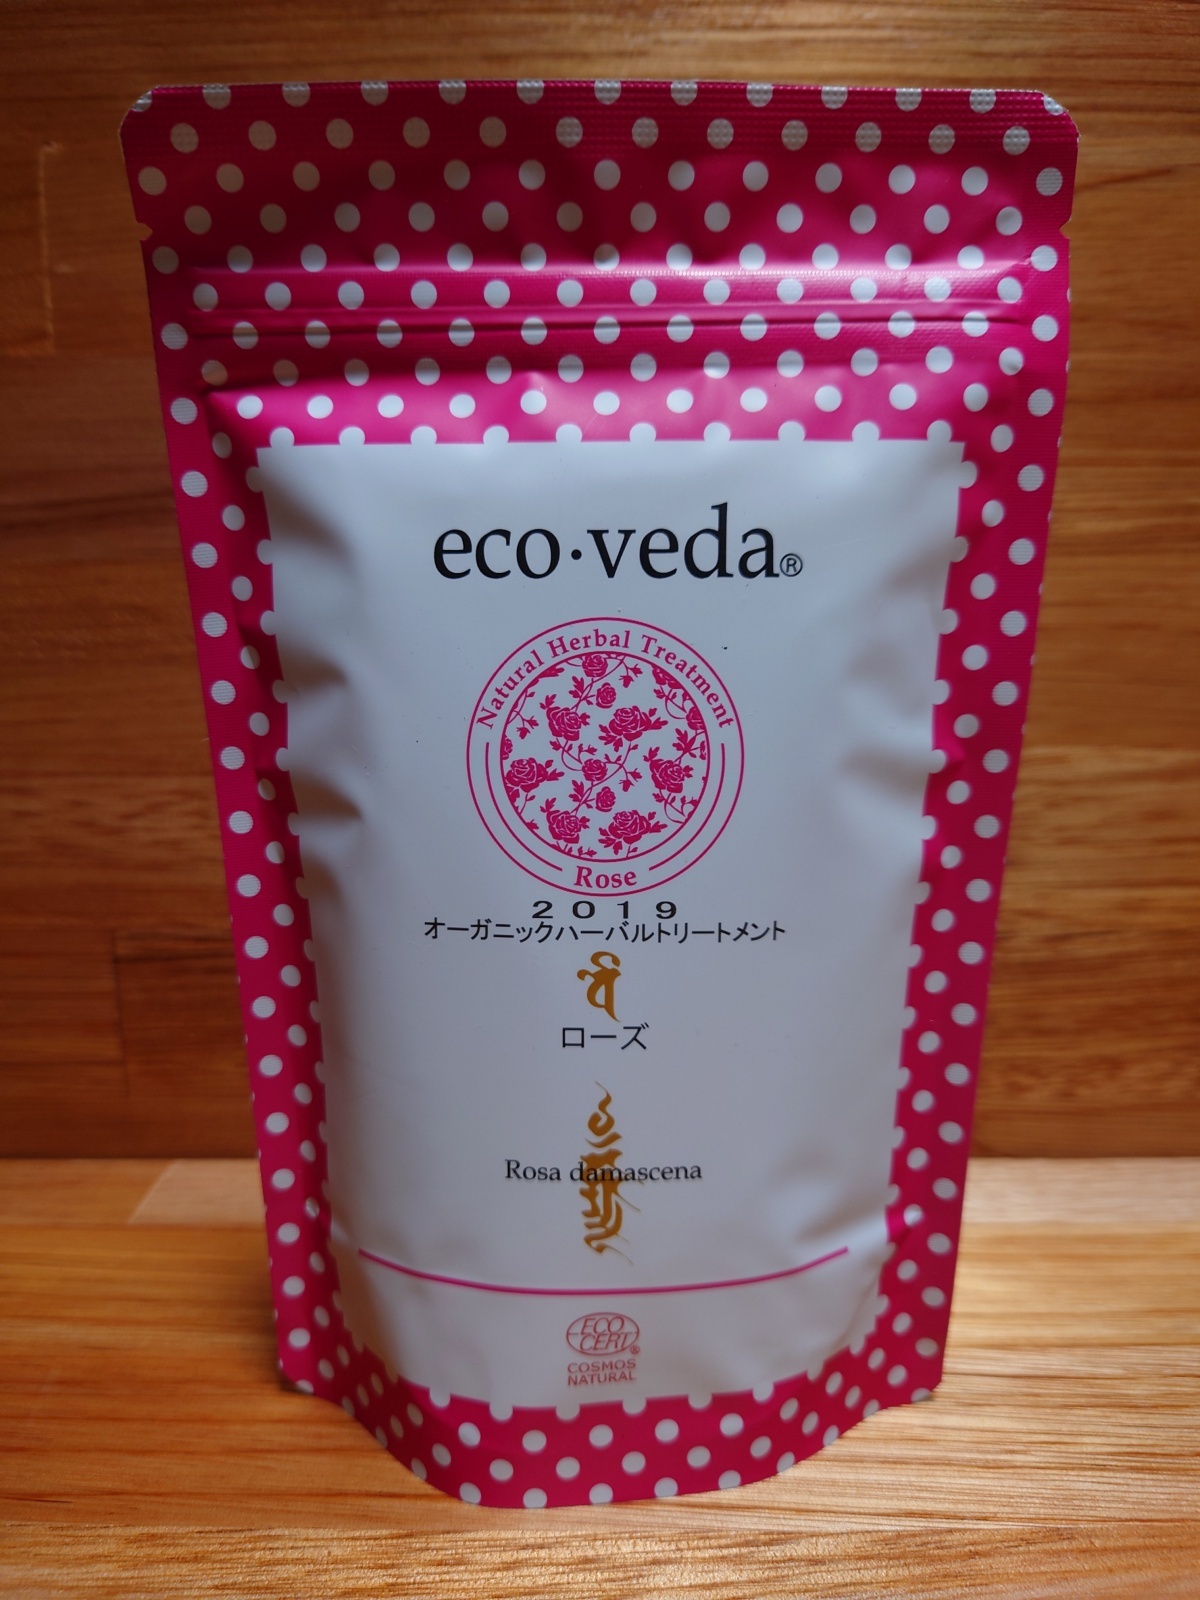 eco·veda®
Natural Herbal Treatment
Rose
2019
オーガニックハーバルトリートメント
ローズ
Rosa damascena
ECO
CERT®
COSMOS
NATURAL